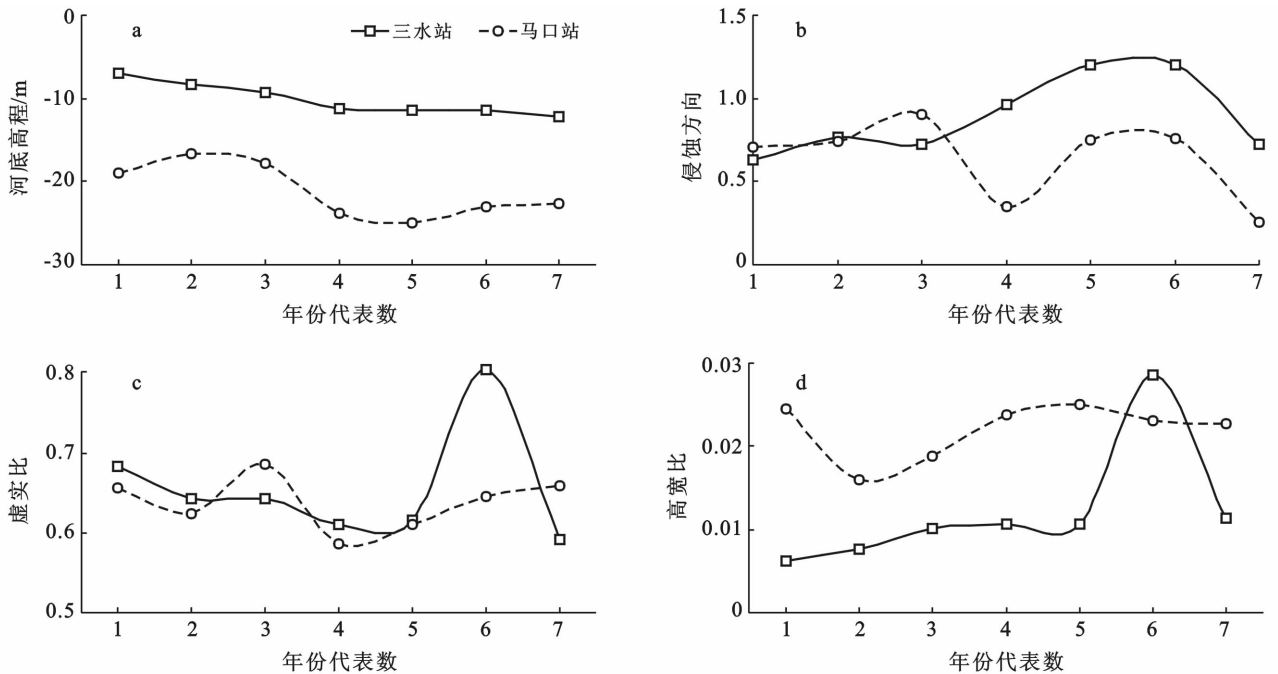 a
三水站 马口站
0
-10
-20
-30
河底高程/m
1 2 3 4 5 6 7
年份代表数
b
1.5
1.0
0.5
0
侵蚀方向
1 2 3 4 5 6 7
年份代表数
c
0.8
0.7
0.6
0.5
虚实比
1 2 3 4 5 6 7
年份代表数
d
0.03
0.02
0.01
0
高宽比
1 2 3 4 5 6 7
年份代表数